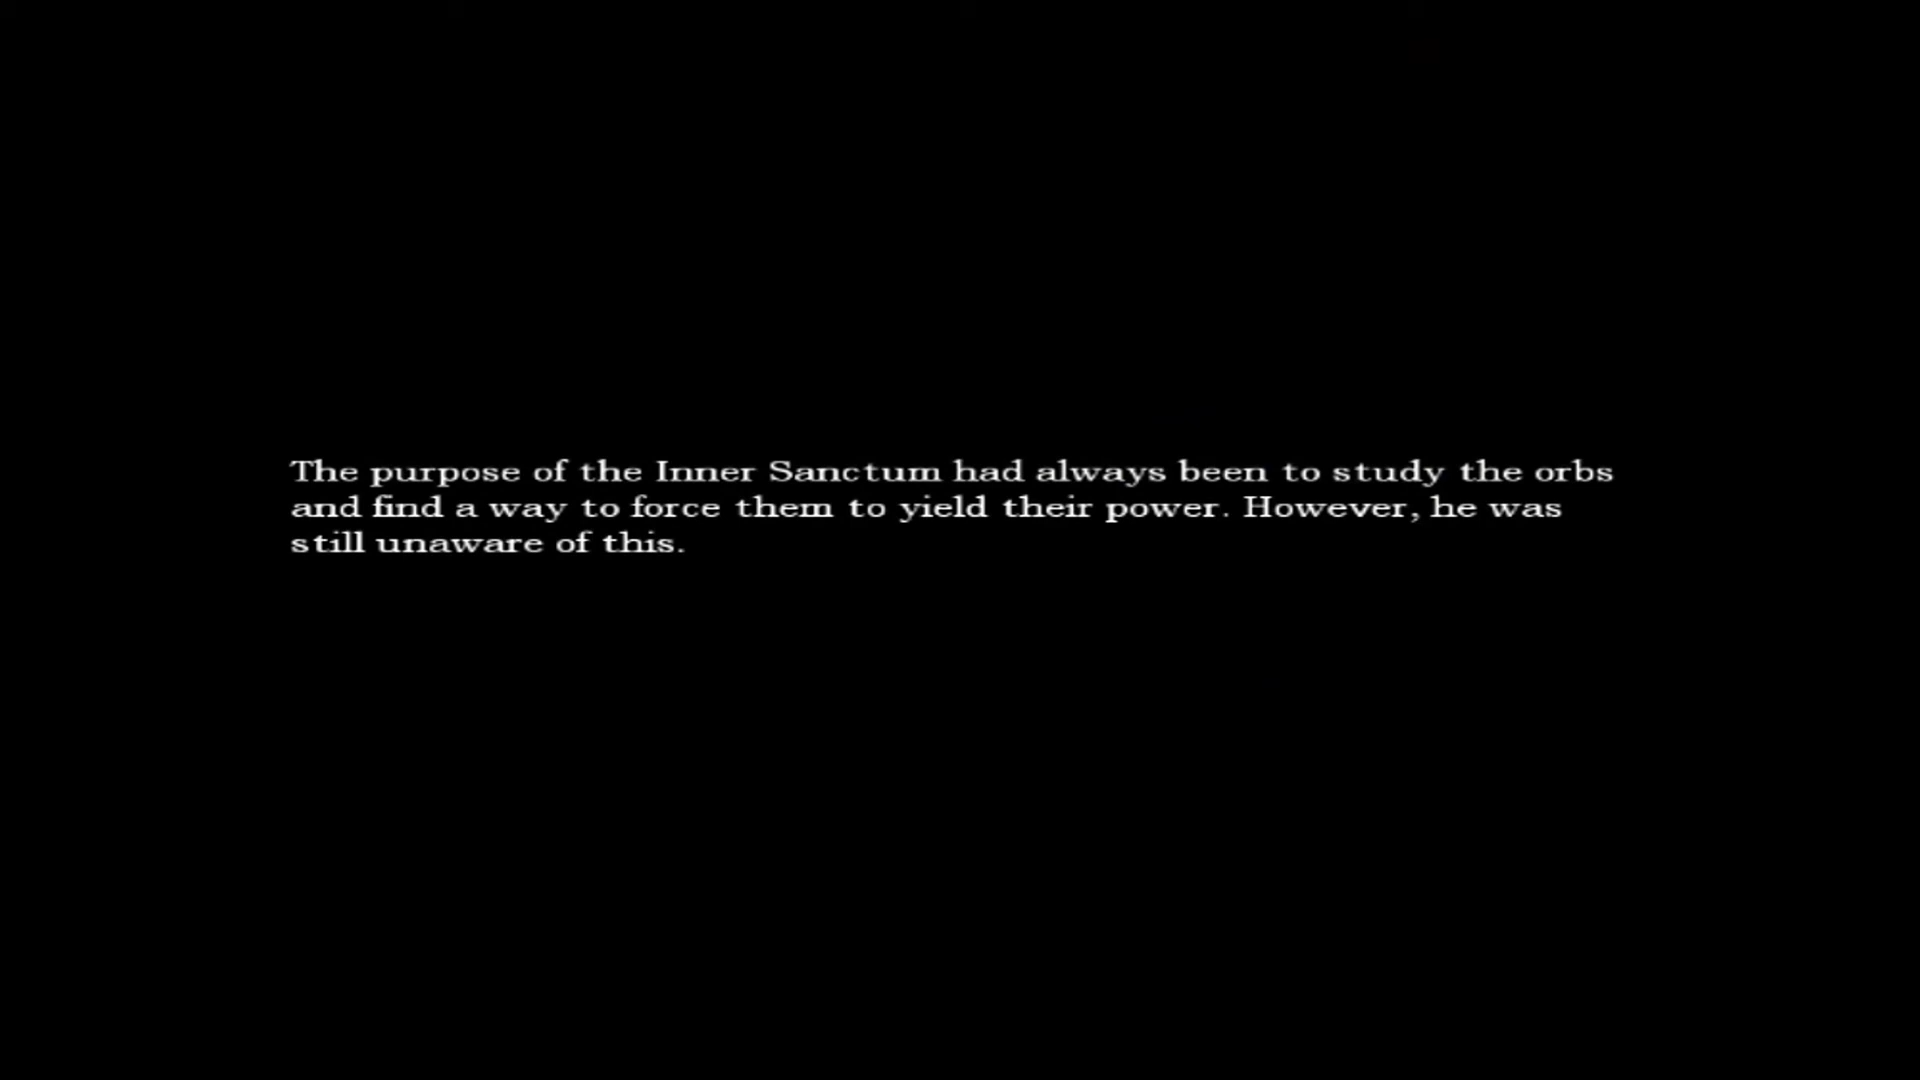 The purpose of the Inner Sanctum had always been to study the orbs
and find a way to force them to yield their power. However, he was
still unaware of this.